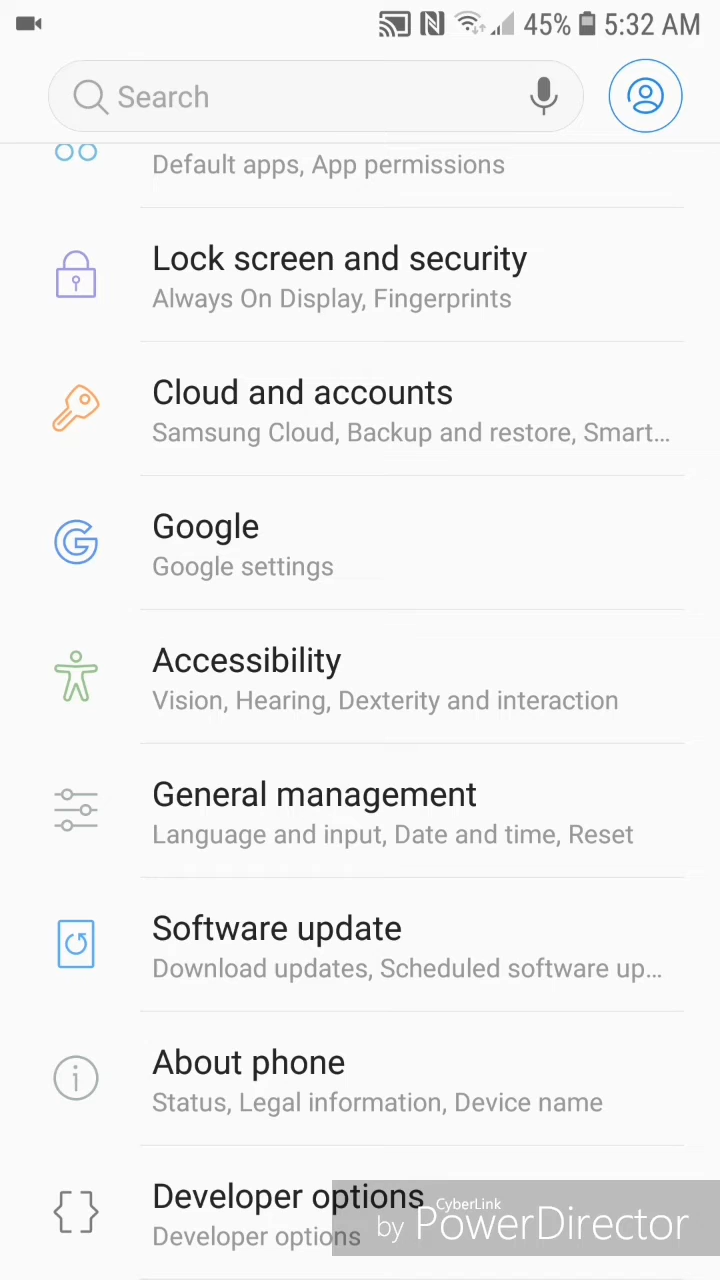 45% 5:32 AM
Search
Default apps, App permissions
Lock screen and security
Always On Display, Fingerprints
Cloud and accounts
Samsung Cloud, Backup and restore, Smart...
Google
Google settings
Accessibility
Vision, Hearing, Dexterity and interaction
General management
Language and input, Date and time, Reset
Software update
Download updates, Scheduled software up...
About phone
Status, Legal information, Device name
Developer options
Developer options
CyberLink
by PowerDirector